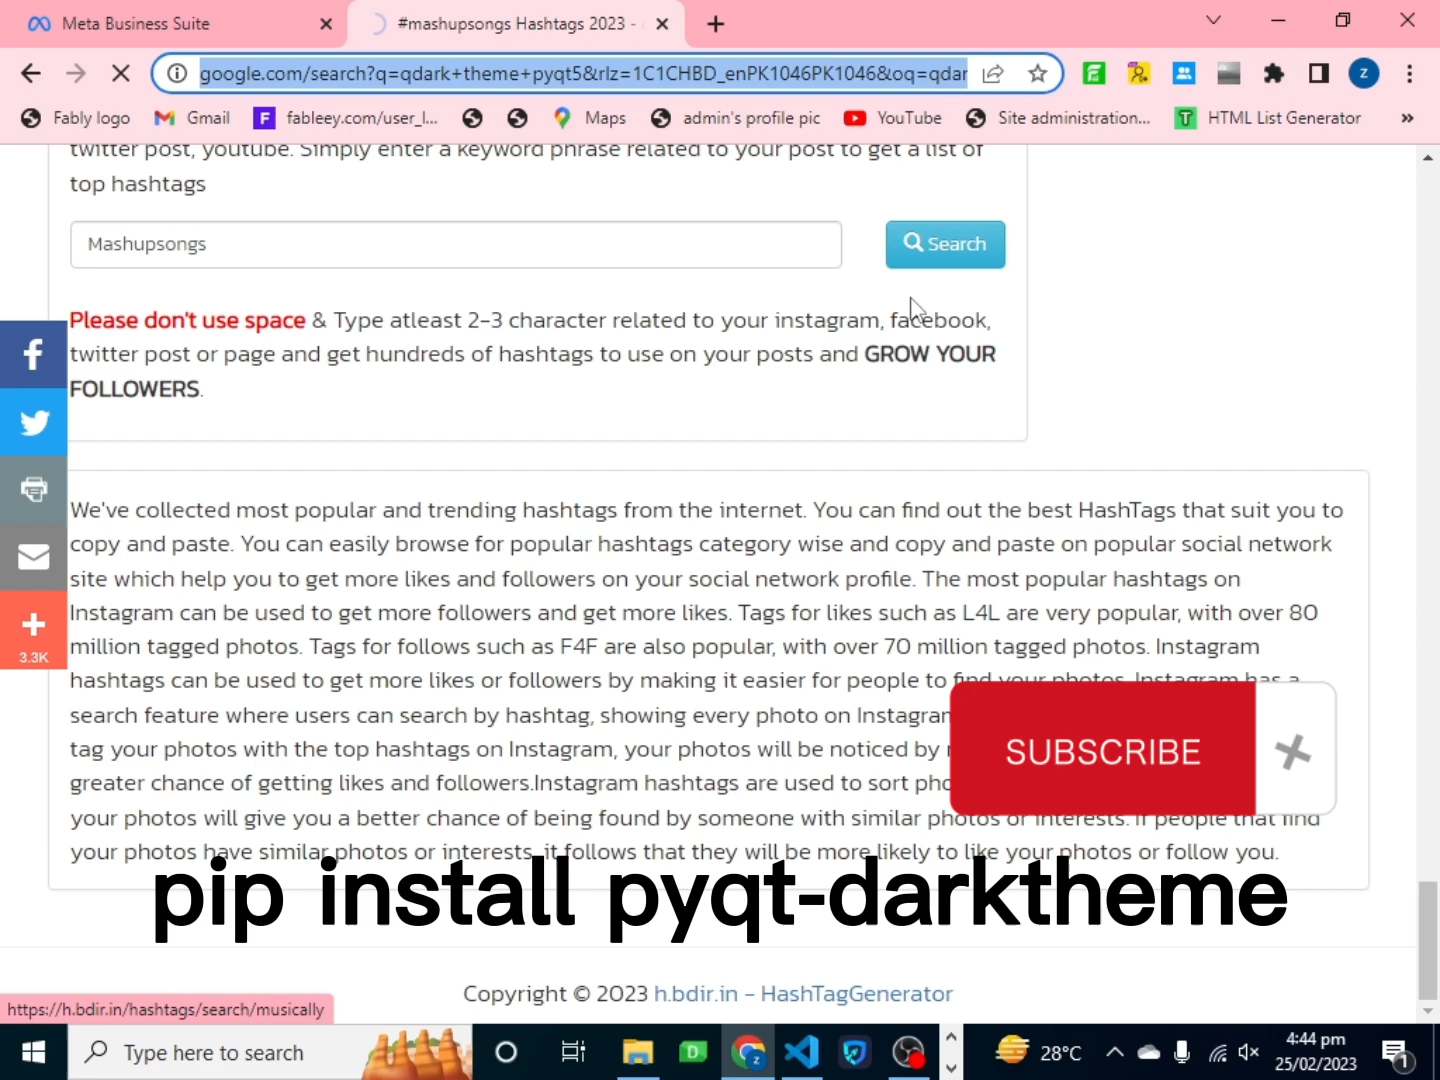 Meta Business Suite
#mashupsongs Hashtags 2023 -
google.com/search?q=qdark+theme+pyqt5&rlz=1C1CHBD_enPK1046PK1046&oq=qdar
Z
Fably logo
Gmail
F fableey.com/user_l...
Maps
admin's profile pic
YouTube
Site administration...
T HTML List Generator
»
twitter post, youtube. Simply enter a keyword phrase related to your post to get a list of
top hashtags
Mashupsongs
Search
Please don't use space & Type atleast 2-3 character related to your instagram, facebook,
twitter post or page and get hundreds of hashtags to use on your posts and GROW YOUR
FOLLOWERS.
3.3K
We've collected most popular and trending hashtags from the internet. You can find out the best HashTags that suit you to
copy and paste. You can easily browse for popular hashtags category wise and copy and paste on popular social network
site which help you to get more likes and followers on your social network profile. The most popular hashtags on
Instagram can be used to get more followers and get more likes. Tags for likes such as L4L are very popular, with over 80
million tagged photos. Tags for follows such as F4F are also popular, with over 70 million tagged photos. Instagram
hashtags can be used to get more likes or followers by making it easier for people to find your photos. Instagram has a
search feature where users can search by hashtag, showing every photo on Instagram
tag your photos with the top hashtags on Instagram, your photos will be noticed by
greater chance of getting likes and followers.Instagram hashtags are used to sort
your photos will give you a better chance of being found by someone with similar photos or interests. If people that find
your photos have similar photos or interests, it follows that they will be more likely to like your photos or follow you.
SUBSCRIBE
pip install pyqt-darktheme
Copyright © 2023 h.bdir.in - HashTagGenerator
https://h.bdir.in/hashtags/search/musically
Type here to search
28°C
4:44 pm
25/02/2023
1